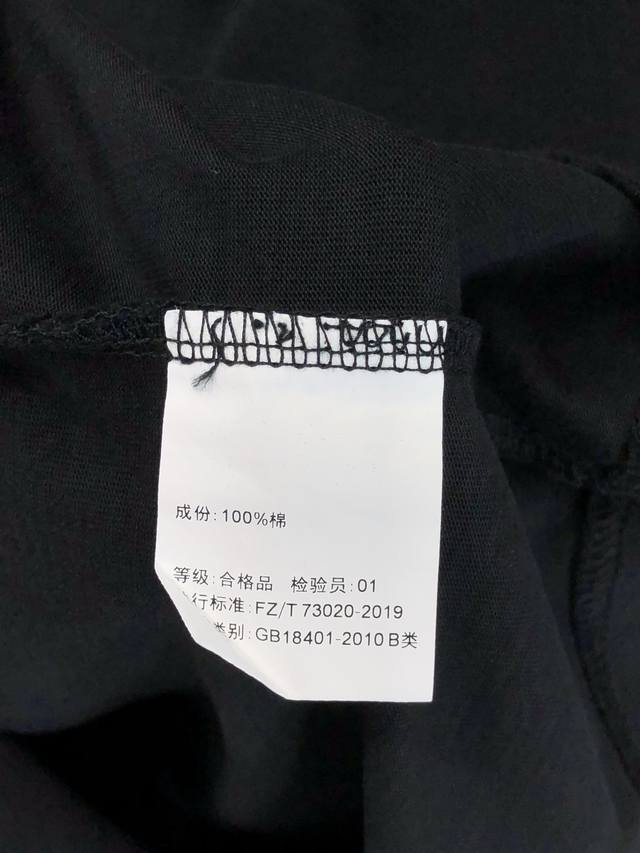 成份:100%棉
等级:合格品 检验员:01
行标准:FZ/T 73020-2019
类别:GB18401-2010 B类